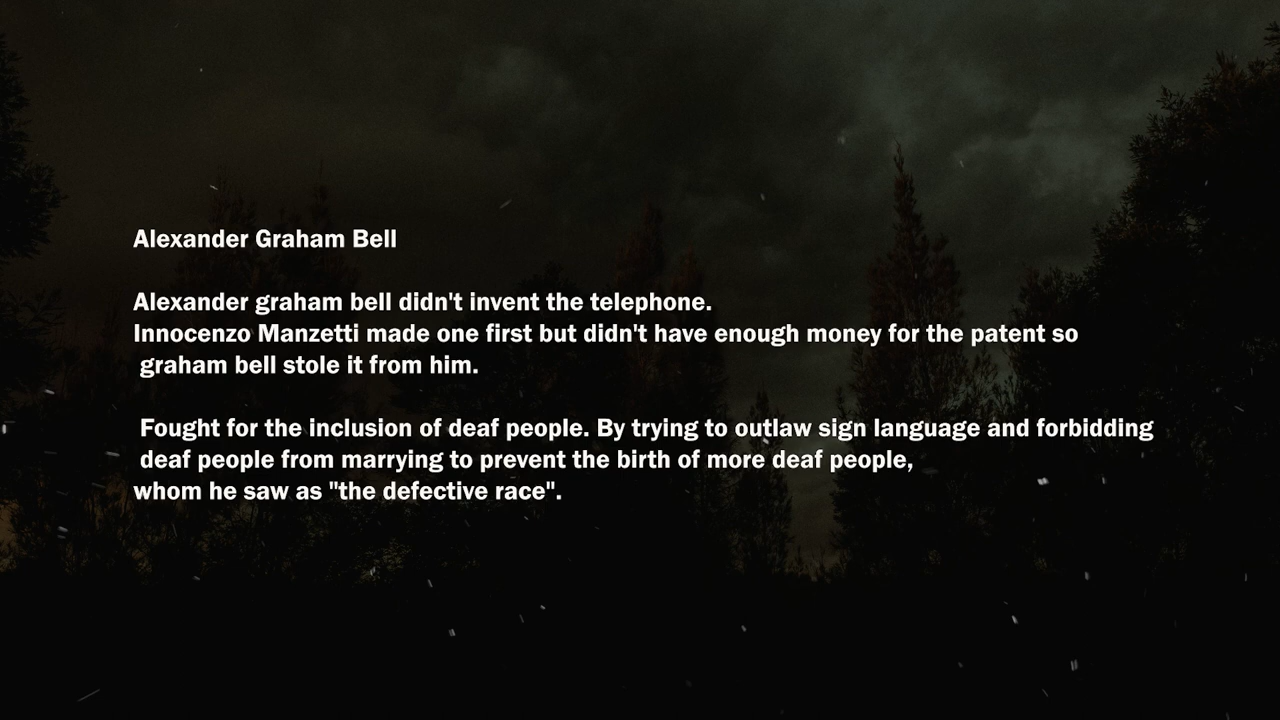 Alexander Graham Bell
Alexander graham bell didn't invent the telephone.
Innocenzo Manzetti made one first but didn't have enough money for the patent so
graham bell stole it from him.
Fought for the inclusion of deaf people. By trying to outlaw sign language and forbidding
deaf people from marrying to prevent the birth of more deaf people,
whom he saw as "the defective race".